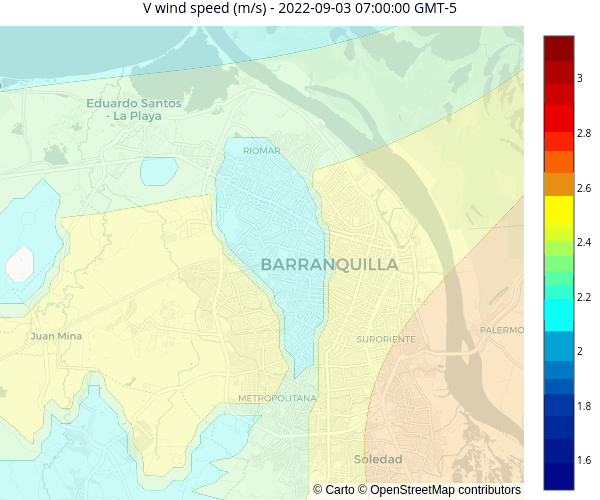 V wind speed (m/s) - 2022-09-03 07:00:00 GMT-5
Eduardo Santos
- La Playa
RIOMAR
BARRANQUILLA
Juan Mina
SURORIENTE
PALERMO
METROPOLITANA
Soledad
© Carto © OpenStreetMap contributors
3
2.8
2.6
2.4
2.2
2
1.8
1.6